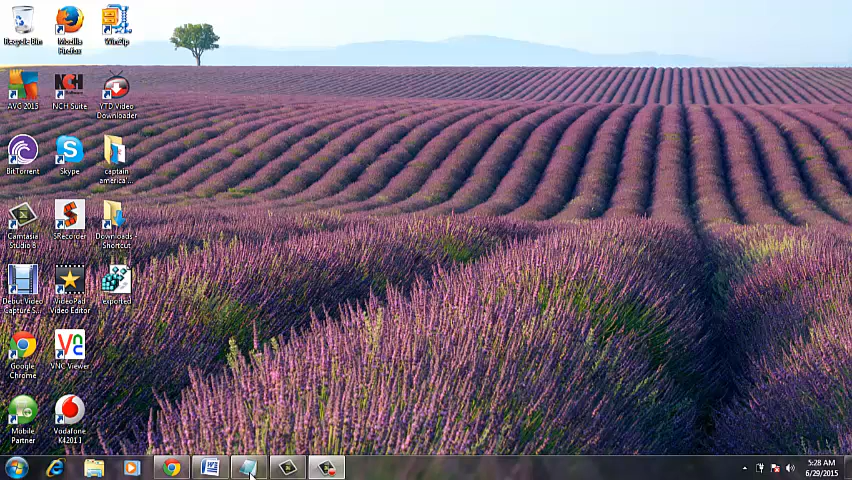 Recycle Bin
Mozilla
Firefox
WinZip
AVG 2015
NCH Suite
NCH
YTD Video
Downloader
BitTorrent
Skype
captain
america'...
Camtasia
Studio 8
SRecorder
Downloads -
Shortcut
Debut Video
Capture S...
VideoPad
Video Editor
exported
Google
Chrome
VNC Viewer
Mobile
Partner
Vodafone
K4201 I
5:28 AM
6/29/2015